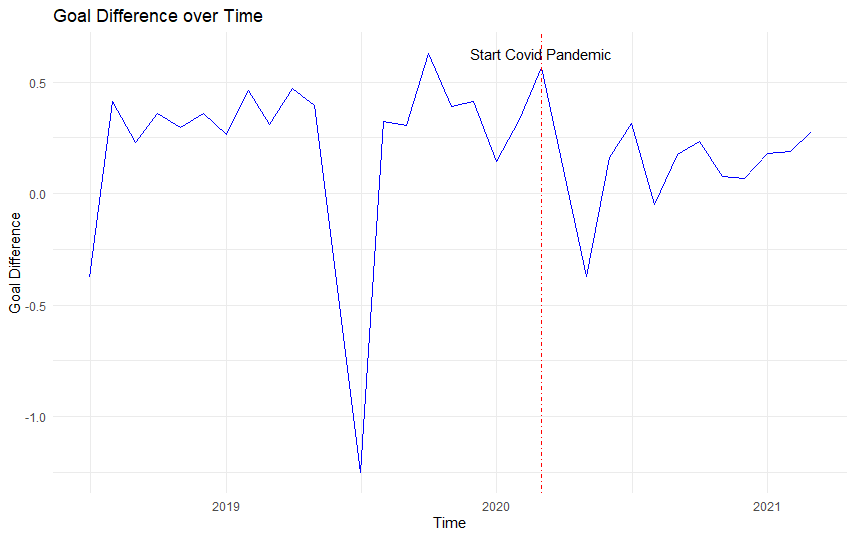 Goal Difference over Time
Start Covid Pandemic
0.5
0.0
-0.5
-1.0
Goal Difference
2019
2020
2021
Time